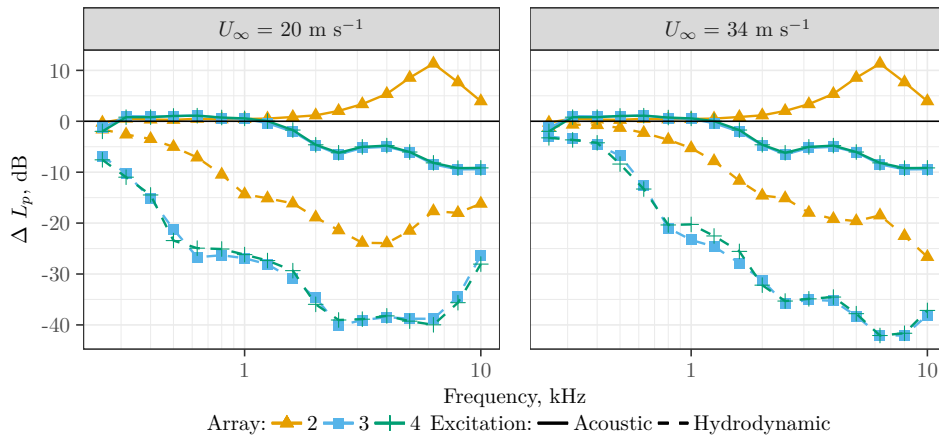 U∞ = 20 m s⁻¹
U∞ = 34 m s⁻¹
10
0
-10
-20
-30
-40
Δ Lp, dB
1
10
1
10
Frequency, kHz
Array: 2 3 4 Excitation: Acoustic Hydrodynamic